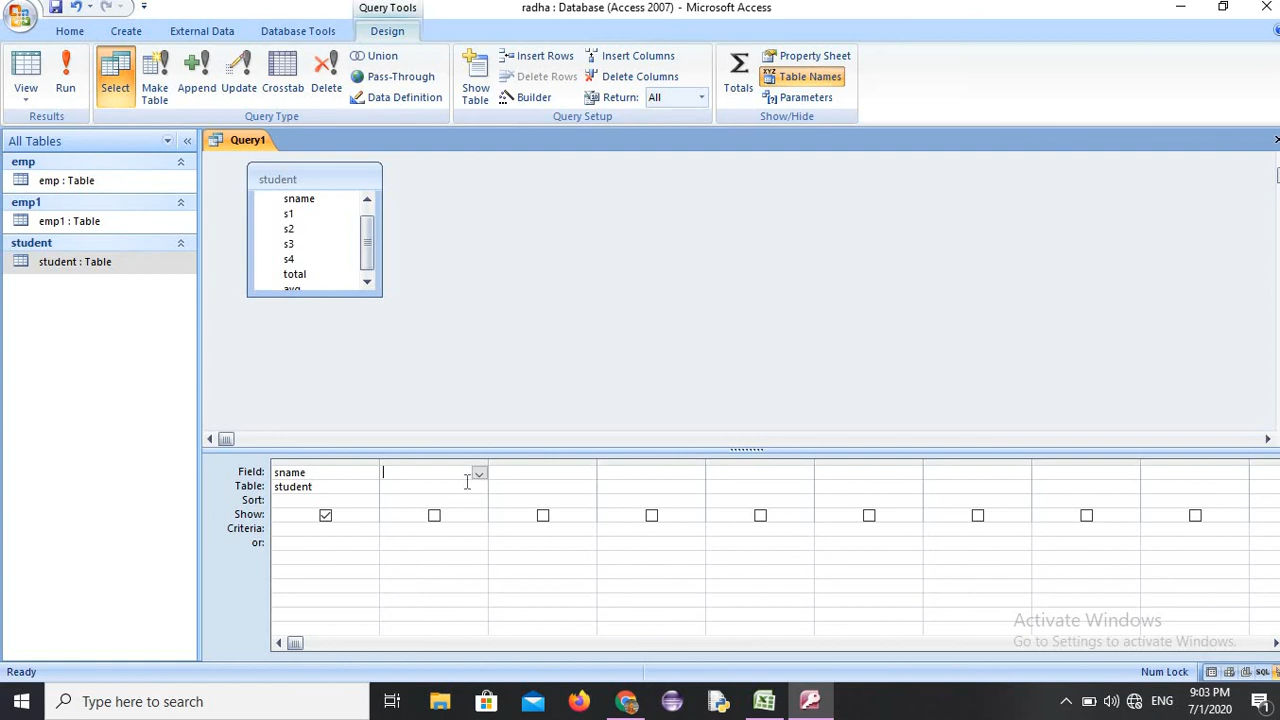 Query Tools
radha : Database (Access 2007) - Microsoft Access
Home
Create
External Data
Database Tools
Design
View
Run
Select
Make Table
Append
Update
Crosstab
Delete
Union
Pass-Through
Data Definition
Show Table
Insert Rows
Delete Rows
Builder
Insert Columns
Delete Columns
Return:
All
Totals
XYZ
Property Sheet
Table Names
Parameters
Results
Query Type
Query Setup
Show/Hide
All Tables
Query1
emp
emp : Table
emp1
emp1 : Table
student
student : Table
student
sname
s1
s2
s3
s4
total
avg
Field:
sname
Table:
student
Sort:
Show:
Criteria:
or:
Activate Windows
Go to Settings to activate Windows.
Ready
Num Lock
SQL
Type here to search
ENG
9:03 PM
7/1/2020
1